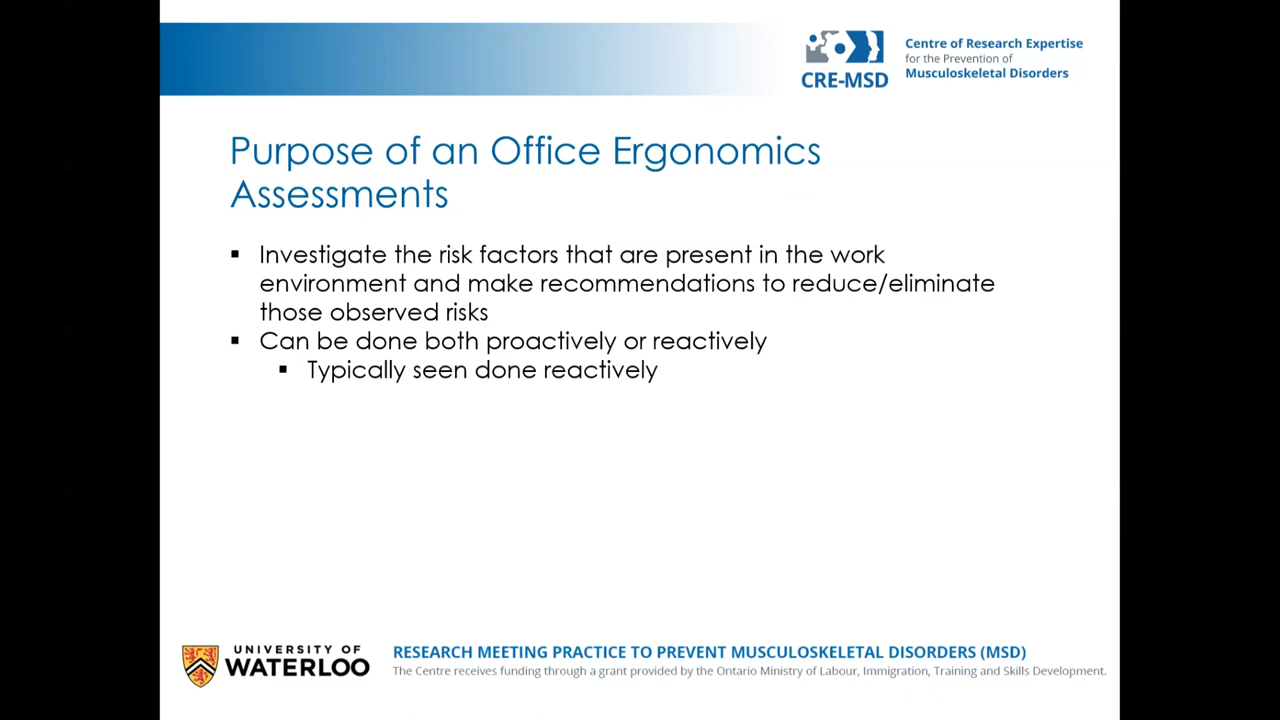 Centre of Research Expertise
for the Prevention of
Musculoskeletal Disorders
CRE-MSD
Purpose of an Office Ergonomics
Assessments
▪ Investigate the risk factors that are present in the work
environment and make recommendations to reduce/eliminate
those observed risks
▪ Can be done both proactively or reactively
▪ Typically seen done reactively
UNIVERSITY OF
WATERLOO
RESEARCH MEETING PRACTICE TO PREVENT MUSCULOSKELETAL DISORDERS (MSD)
The Centre receives funding through a grant provided by the Ontario Ministry of Labour, Immigration, Training and Skills Development.